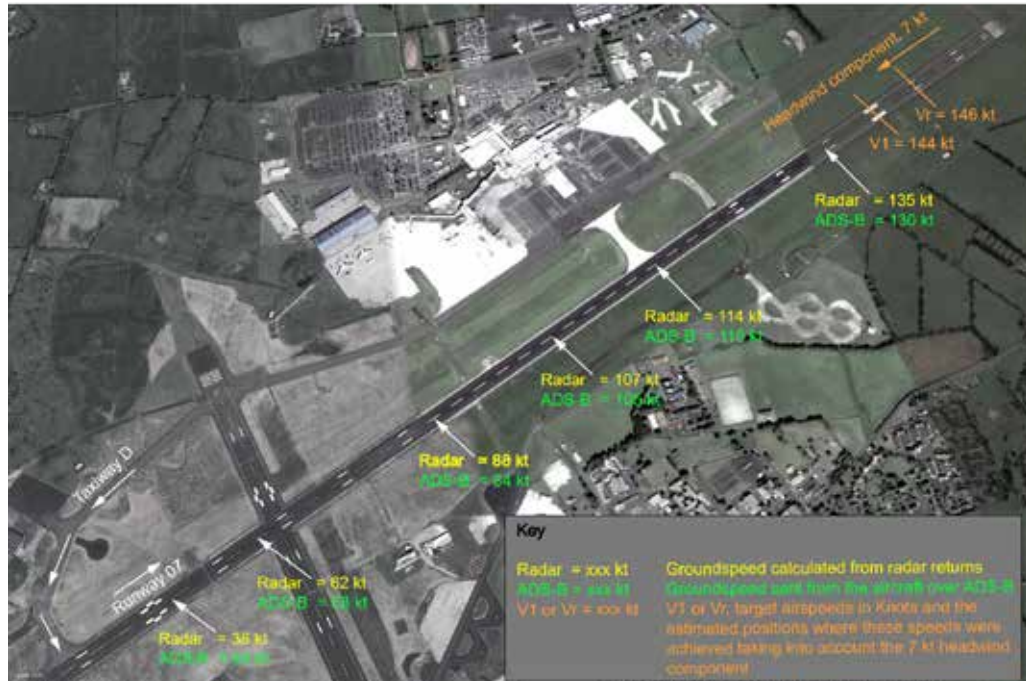 Headwind component, 7 kt
Vr = 146 kt
V1 = 144 kt
Radar = 135 kt
ADS-B = 130 kt
Radar = 114 kt
ADS-B = kt
Radar = 107 kt
ADS-B = 105 kt
Radar = 88 kt
ADS-B = 84 kt
Taxiway D
Runway 07
Radar = 62 kt
ADS-B = kt
Radar = 36 kt
ADS-B = kt
Key
Radar = xxx kt Groundspeed calculated from radar returns
ADS-B = xxx kt Groundspeed sent from the aircraft over ADS-B
V1 or Vr = xxx kt V1 or Vr, target airspeeds in Knots and the
estimated positions where these speeds were
achieved taking into account the 7 kt headwind
component